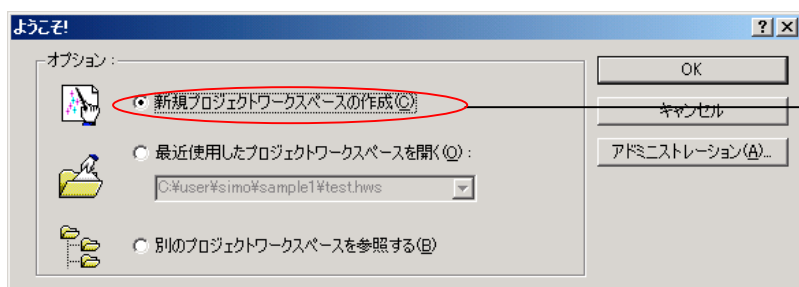 ようこそ!
オプション:
新規プロジェクトワークスペースの作成(C)
最近使用したプロジェクトワークスペースを開く(O):
C:¥user¥simo¥sample1¥test.hws
別のプロジェクトワークスペースを参照する(B)
OK
キャンセル
アドミニストレーション(A)...